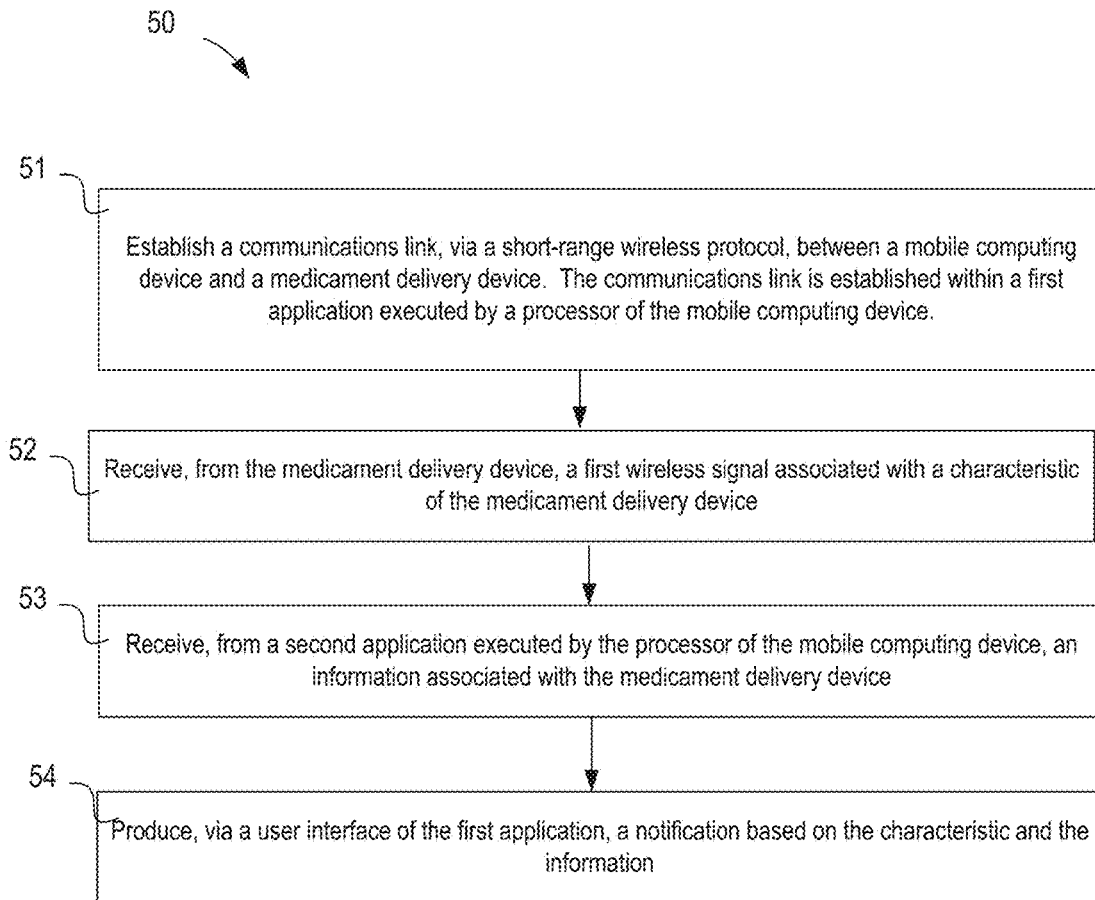 50
51
Establish a communications link, via a short-range wireless protocol, between a mobile computing
device and a medicament delivery device.  The communications link is established within a first
application executed by a processor of the mobile computing device.
52
Receive, from the medicament delivery device, a first wireless signal associated with a characteristic
of the medicament delivery device
53
Receive, from a second application executed by the processor of the mobile computing device, an
information associated with the medicament delivery device
54
Produce, via a user interface of the first application, a notification based on the characteristic and the
information